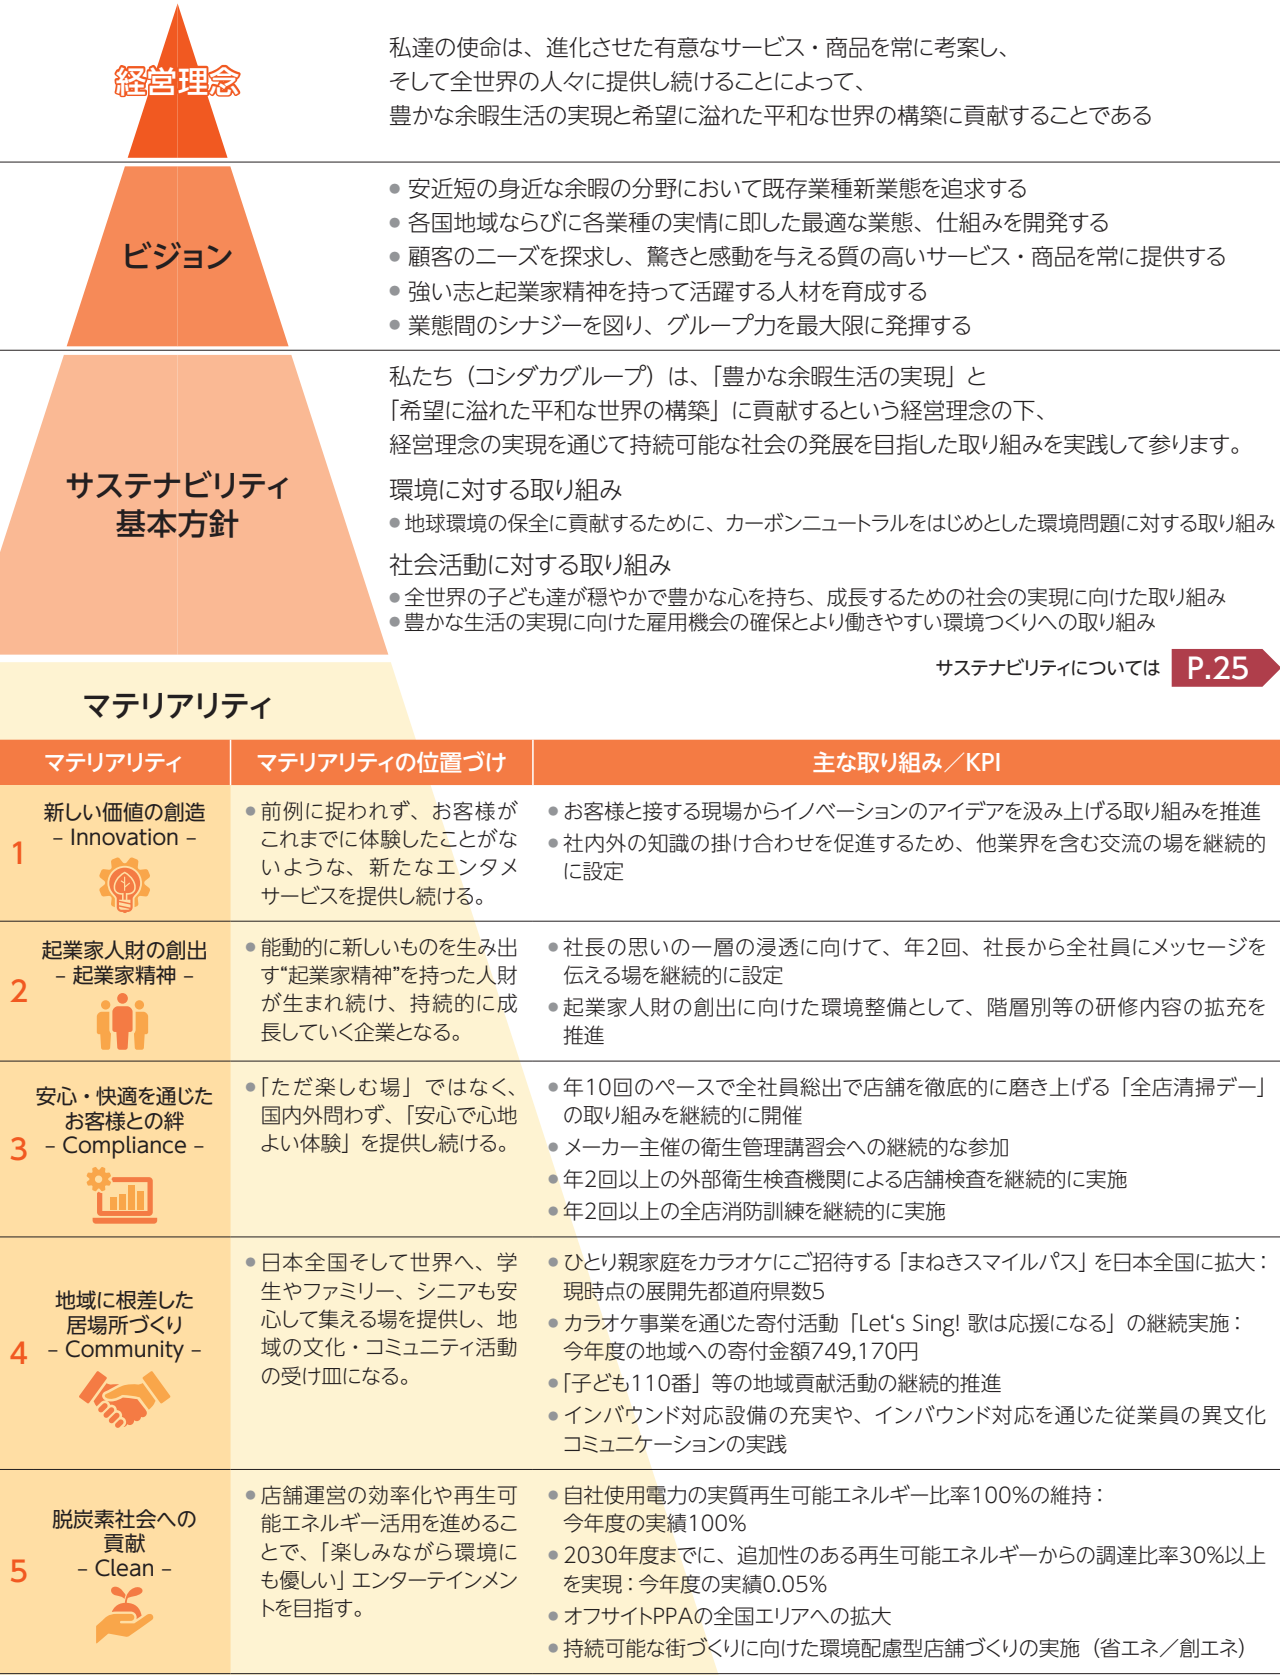 経営理念
私達の使命は、進化させた有意なサービス・商品を常に考案し、
そして全世界の人々に提供し続けることによって、
豊かな余暇生活の実現と希望に溢れた平和な世界の構築に貢献することである
ビジョン
● 安近短の身近な余暇の分野において既存業種新業態を追求する
● 各国地域ならびに各業種の実情に即した最適な業態、仕組みを開発する
● 顧客のニーズを探求し、驚きと感動を与える質の高いサービス・商品を常に提供する
● 強い志と起業家精神を持って活躍する人材を育成する
● 業態間のシナジーを図り、グループ力を最大限に発揮する
サステナビリティ
基本方針
私たち（コシダカグループ）は、「豊かな余暇生活の実現」と
「希望に溢れた平和な世界の構築」に貢献するという経営理念の下、
経営理念の実現を通じて持続可能な社会の発展を目指した取り組みを実践して参ります。
環境に対する取り組み
● 地球環境の保全に貢献するために、カーボンニュートラルをはじめとした環境問題に対する取り組み
社会活動に対する取り組み
● 全世界の子ども達が穏やかで豊かな心を持ち、成長するための社会の実現に向けた取り組み
● 豊かな生活の実現に向けた雇用機会の確保とより働きやすい環境つくりへの取り組み
サステナビリティについては P.25
マテリアリティ
マテリアリティ マテリアリティの位置づけ 主な取り組み／KPI
1
新しい価値の創造
– Innovation –
● 前例に捉われず、お客様が
これまでに体験したことがな
いような、新たなエンタメ
サービスを提供し続ける。
● お客様と接する現場からイノベーションのアイデアを汲み上げる取り組みを推進
● 社内外の知識の掛け合わせを促進するため、他業界を含む交流の場を継続的
に設定
2
起業家人財の創出
– 起業家精神 –
● 能動的に新しいものを生み出
す“起業家精神”を持った人財
が生まれ続け、持続的に成
長していく企業となる。
● 社長の思いの一層の浸透に向けて、年2回、社長から全社員にメッセージを
伝える場を継続的に設定
● 起業家人財の創出に向けた環境整備として、階層別等の研修内容の拡充を
推進
3
安心・快適を通じた
お客様との絆
– Compliance –
● 「ただ楽しむ場」ではなく、
国内外問わず、「安心で心地
よい体験」を提供し続ける。
● 年10回のペースで全社員総出で店舗を徹底的に磨き上げる「全店清掃デー」
の取り組みを継続的に開催
● メーカー主催の衛生管理講習会への継続的な参加
● 年2回以上の外部衛生検査機関による店舗検査を継続的に実施
● 年2回以上の全店消防訓練を継続的に実施
4
地域に根差した
居場所づくり
– Community –
● 日本全国そして世界へ、学
生やファミリー、シニアも安
心して集える場を提供し、地
域の文化・コミュニティ活動
の受け皿になる。
● ひとり親家庭をカラオケにご招待する「まねきスマイルパス」を日本全国に拡大：
現時点の展開先都道府県数5
● カラオケ事業を通じた寄付活動「Let‘s Sing! 歌は応援になる」の継続実施：
今年度の地域への寄付金額749,170円
● 「子ども110番」等の地域貢献活動の継続的推進
● インバウンド対応設備の充実や、インバウンド対応を通じた従業員の異文化
コミュニケーションの実践
5
脱炭素社会への
貢献
– Clean –
● 店舗運営の効率化や再生可
能エネルギー活用を進めるこ
とで、「楽しみながら環境に
も優しい」エンターテインメン
トを目指す。
● 自社使用電力の実質再生可能エネルギー比率100%の維持：
今年度の実績100%
● 2030年度までに、追加性のある再生可能エネルギーからの調達比率30%以上
を実現：今年度の実績0.05%
● オフサイトPPAの全国エリアへの拡大
● 持続可能な街づくりに向けた環境配慮型店舗づくりの実施（省エネ／創エネ）